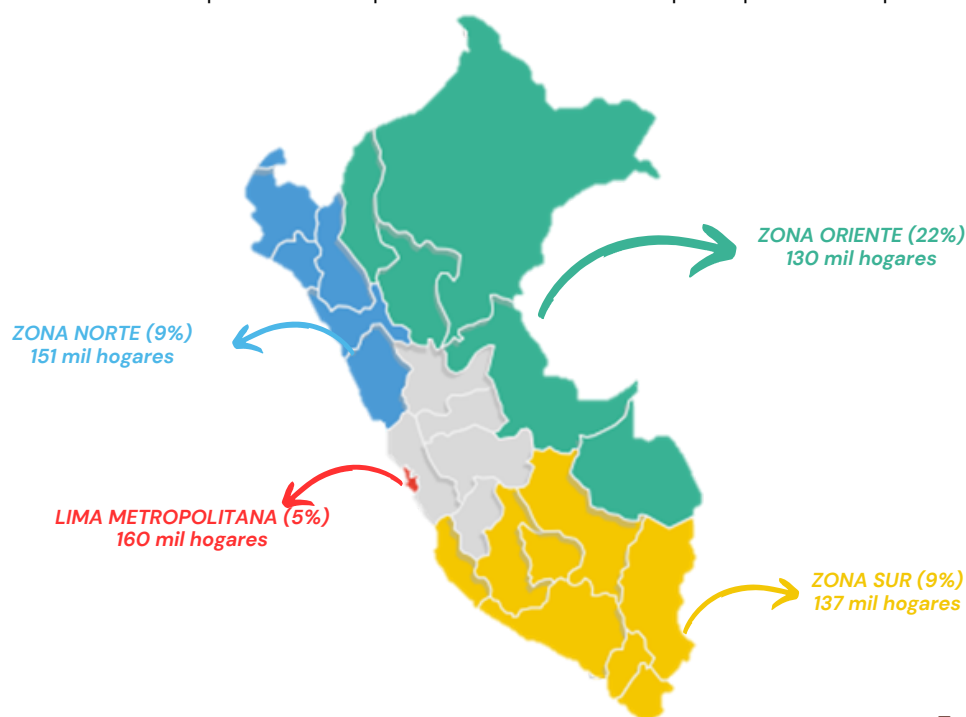 ZONA ORIENTE (22%)
130 mil hogares
ZONA NORTE (9%)
151 mil hogares
LIMA METROPOLITANA (5%)
160 mil hogares
ZONA SUR (9%)
137 mil hogares